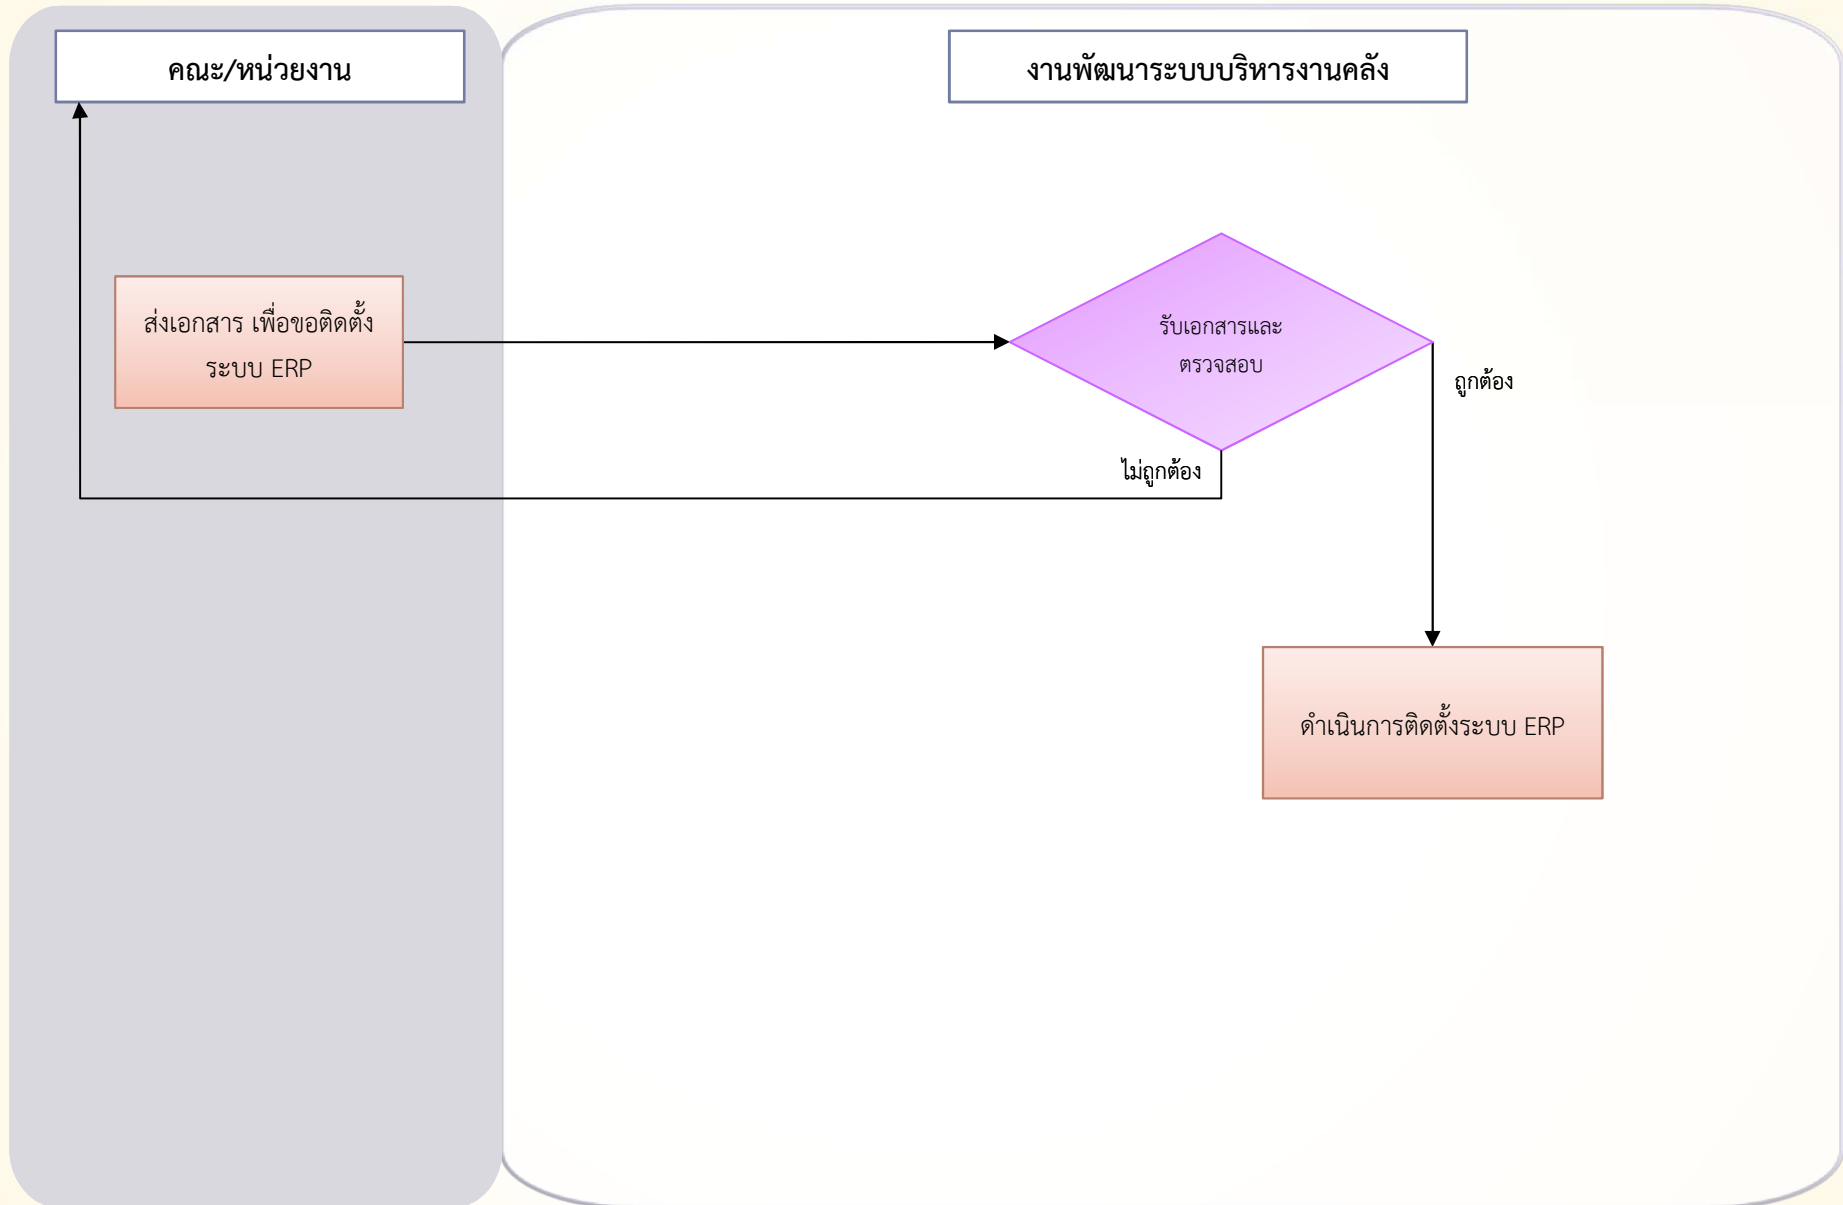 คณะ/หน่วยงาน
งานพัฒนาระบบบริหารงานคลัง
ส่งเอกสาร เพื่อขอติดตั้ง
ระบบ ERP
รับเอกสารและ
ตรวจสอบ
ถูกต้อง
ไม่ถูกต้อง
ดำเนินการติดตั้งระบบ ERP